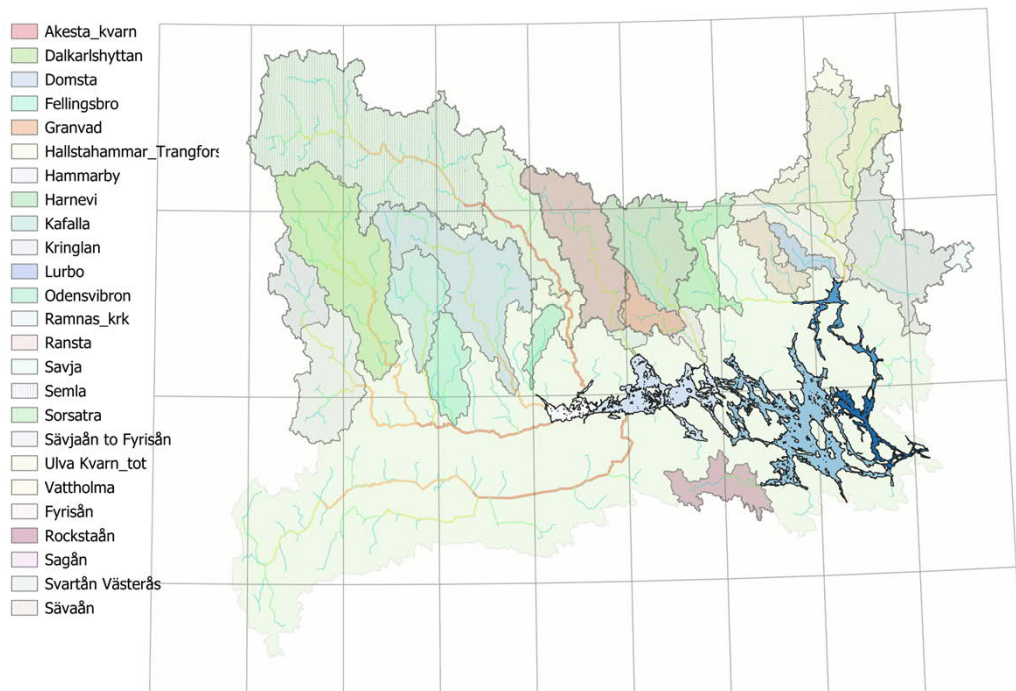 Akesta_kvarn
Dalkarlshyttan
Domsta
Fellingsbro
Granvad
Hallstahammar_Trangfors
Hammarby
Harnevi
Kafalla
Kringlan
Lurbo
Odensvibron
Ramnas_krk
Ransta
Savja
Semla
Sorsatra
Sävjaån to Fyrisån
Ulva Kvarn_tot
Vattholma
Fyrisån
Rockstaån
Sagån
Svartån Västerås
Sävaån